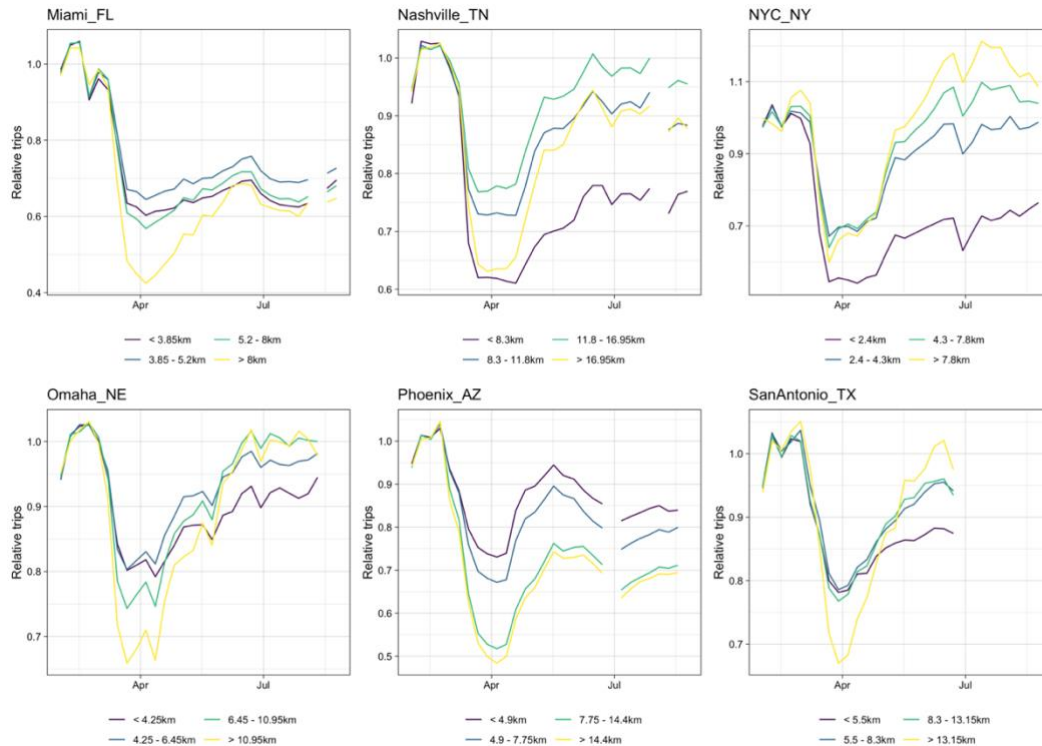 Miami_FL
Nashville_TN
NYC_NY
Relative trips
1.0
0.8
0.6
0.4
Apr
Jul
Relative trips
1.0
0.9
0.8
0.7
0.6
Apr
Jul
Relative trips
1.1
0.9
0.7
Apr
Jul
< 3.85km 5.2 - 8km
3.85 - 5.2km > 8km
< 8.3km 11.8 - 16.95km
8.3 - 11.8km > 16.95km
< 2.4km 4.3 - 7.8km
2.4 - 4.3km > 7.8km
Omaha_NE
Phoenix_AZ
SanAntonio_TX
Relative trips
1.0
0.9
0.8
0.7
Apr
Jul
Relative trips
1.0
0.9
0.8
0.7
0.6
0.5
Apr
Jul
Relative trips
1.0
0.9
0.8
0.7
Apr
Jul
< 4.25km 6.45 - 10.95km
4.25 - 6.45km > 10.95km
< 4.9km 7.75 - 14.4km
4.9 - 7.75km > 14.4km
< 5.5km 8.3 - 13.15km
5.5 - 8.3km > 13.15km